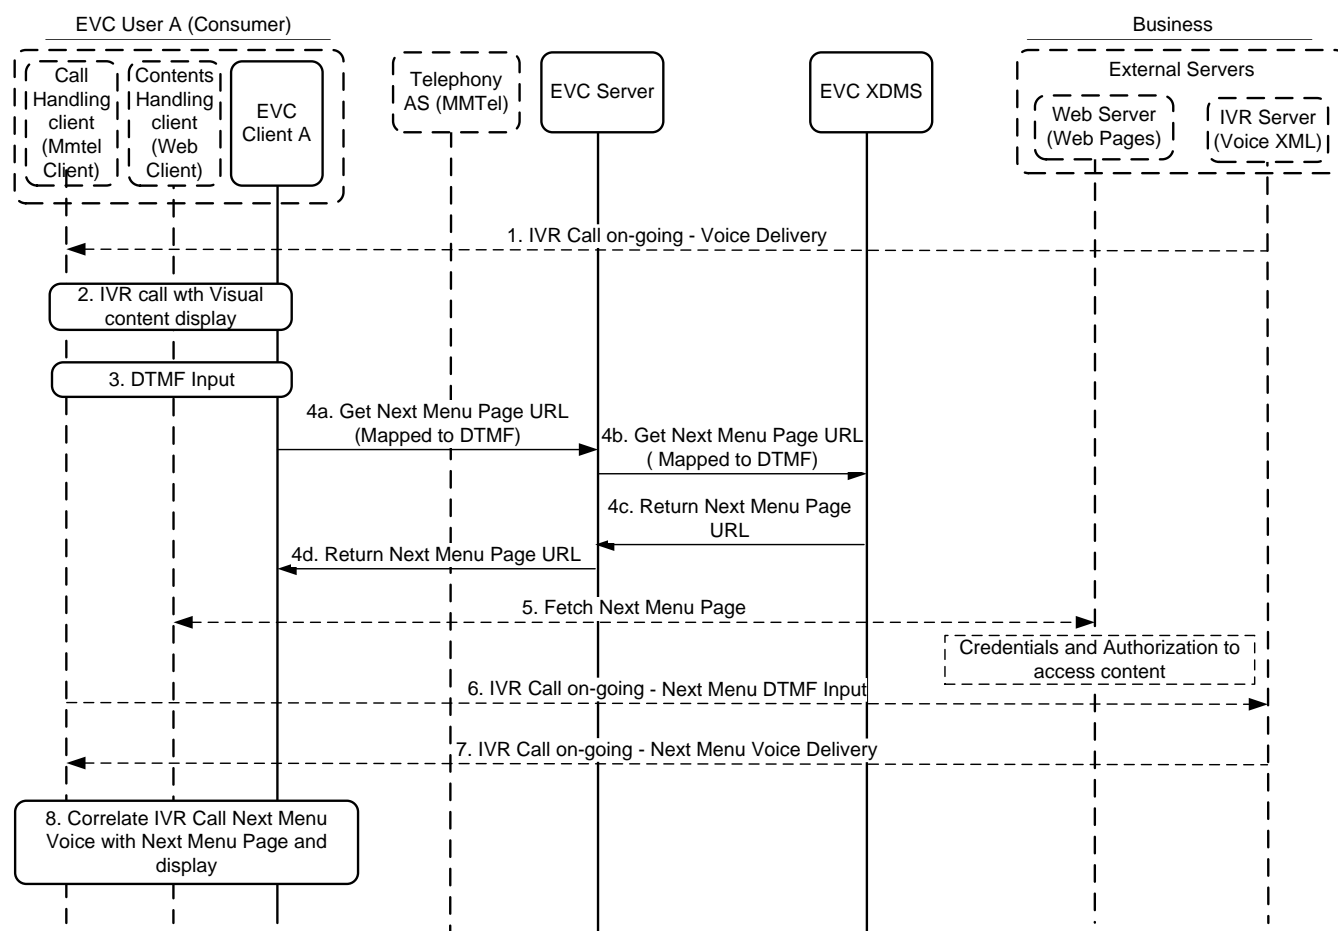 EVC User A (Consumer)
Business
Call
Handling
client
(Mmtel
Client)
Contents
Handling
client
(Web
Client)
EVC
Client A
Telephony
AS (MMTel)
EVC Server
EVC XDMS
External Servers
Web Server
(Web Pages)
IVR Server
(Voice XML)
1. IVR Call on-going - Voice Delivery
2. IVR call wth Visual
content display
3. DTMF Input
4a. Get Next Menu Page URL
(Mapped to DTMF)
4b. Get Next Menu Page URL
( Mapped to DTMF)
4c. Return Next Menu Page
URL
4d. Return Next Menu Page URL
5. Fetch Next Menu Page
Credentials and Authorization to
access content
6. IVR Call on-going - Next Menu DTMF Input
7. IVR Call on-going - Next Menu Voice Delivery
8. Correlate IVR Call Next Menu
Voice with Next Menu Page and
display